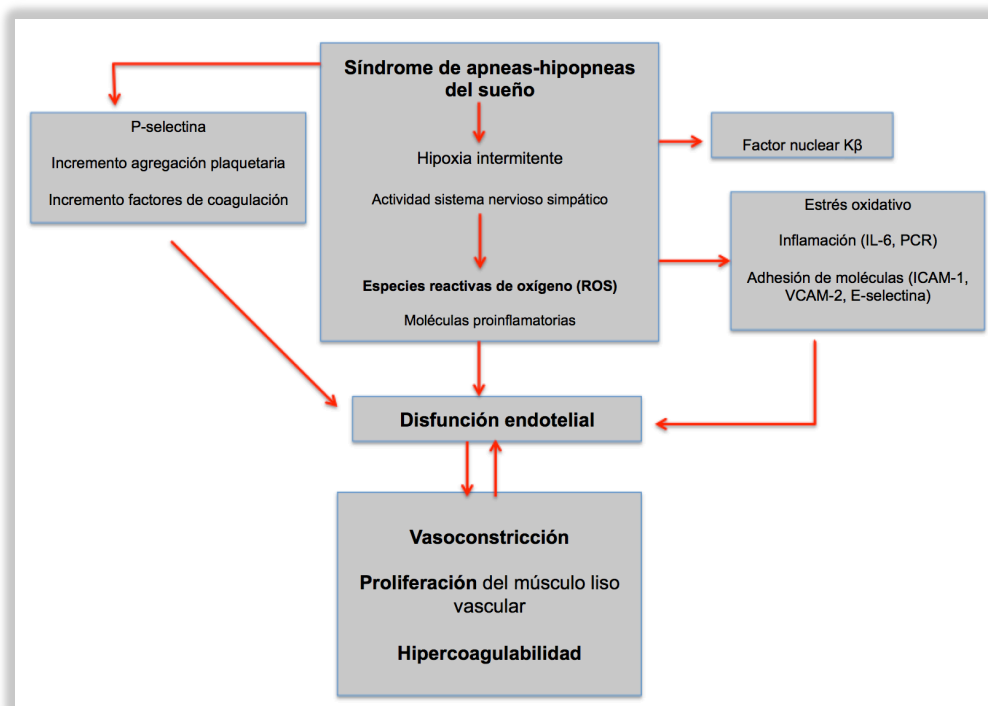 Síndrome de apneas-hipopneas
del sueño
Hipoxia intermitente
Actividad sistema nervioso simpático
Especies reactivas de oxígeno (ROS)
Moléculas proinflamatorias
P-selectina
Incremento agregación plaquetaria
Incremento factores de coagulación
Factor nuclear Kβ
Estrés oxidativo
Inflamación (IL-6, PCR)
Adhesión de moléculas (ICAM-1,
VCAM-2, E-selectina)
Disfunción endotelial
Vasoconstricción
Proliferación del músculo liso
vascular
Hipercoagulabilidad